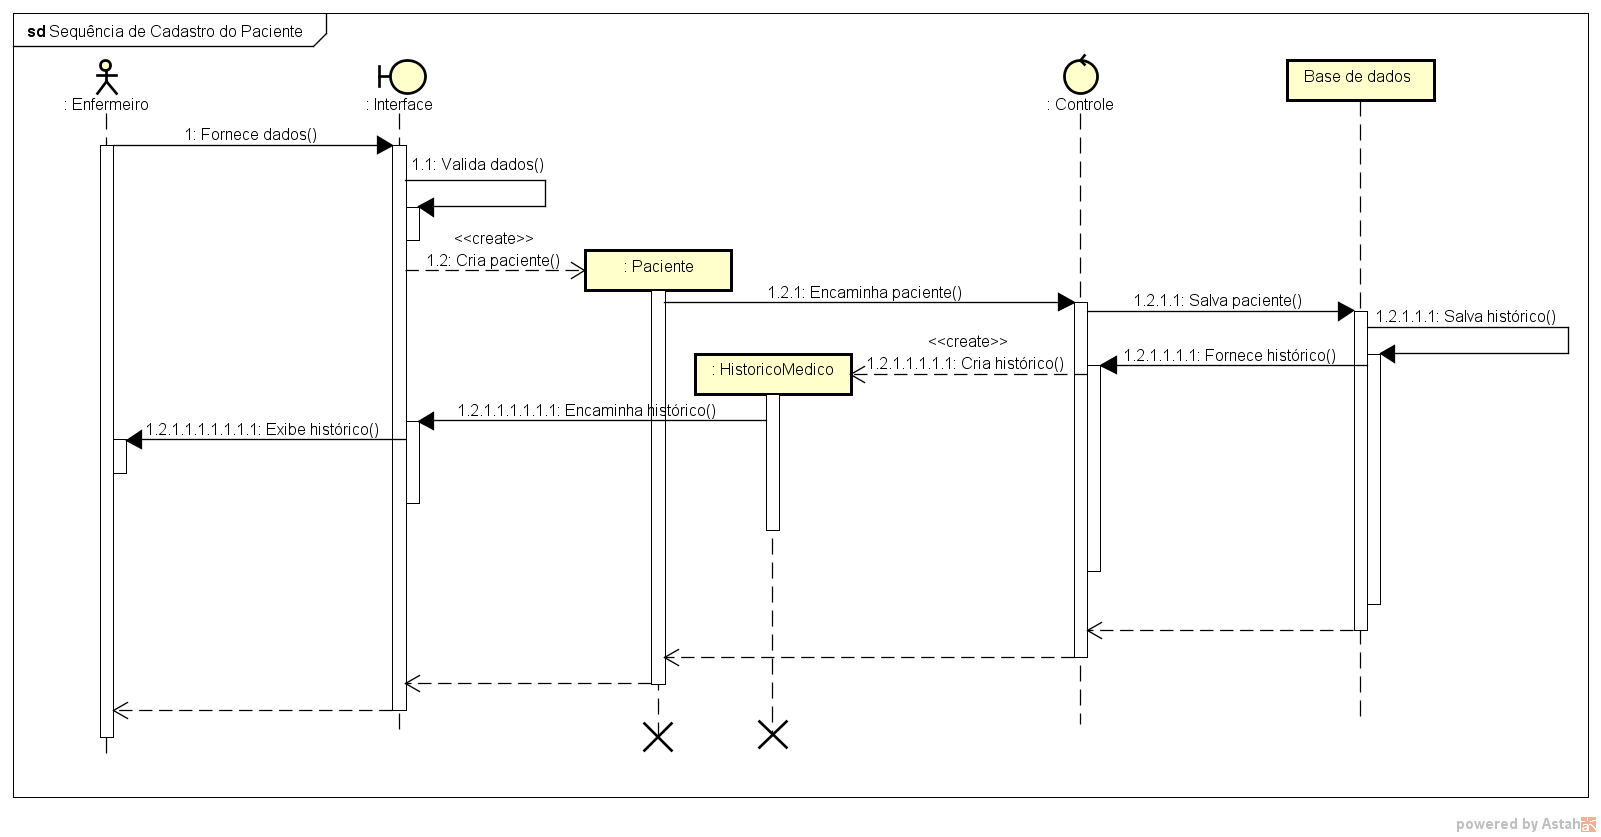 sd Sequência de Cadastro do Paciente
: Enfermeiro
: Interface
: Controle
Base de dados
1: Fornece dados()
1.1: Valida dados()
<<create>>
1.2: Cria paciente()
: Paciente
1.2.1: Encaminha paciente()
1.2.1.1: Salva paciente()
1.2.1.1.1: Salva histórico()
<<create>>
1.2.1.1.1.1: Fornece histórico()
1.2.1.1.1.1.1: Cria histórico()
: HistoricoMedico
1.2.1.1.1.1.1.1: Encaminha histórico()
1.2.1.1.1.1.1.1.1: Exibe histórico()
powered by Astah